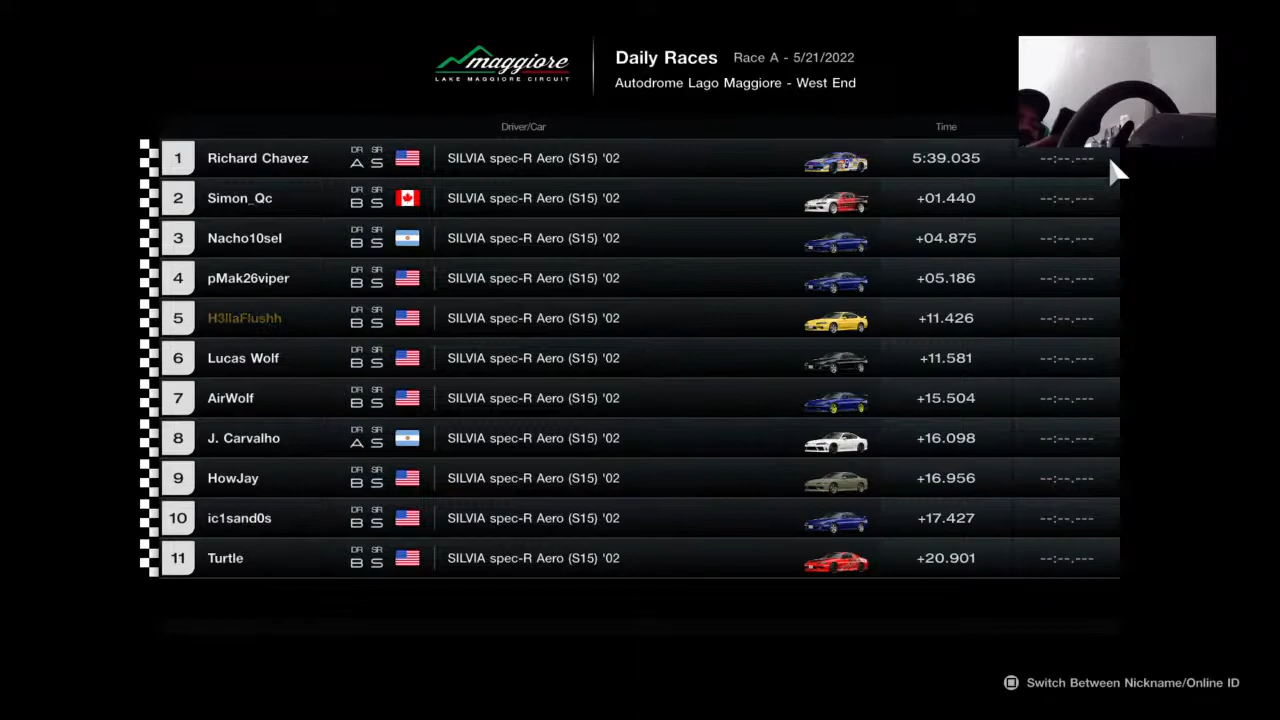 maggiore
LAKE MAGGIORE CIRCUIT
Daily Races Race A - 5/21/2022
Autodrome Lago Maggiore - West End
Driver/Car Time
1 Richard Chavez DR A SR S SILVIA spec-R Aero (S15) '02 5:39.035 --:--.---
2 Simon_Qc DR B SR S SILVIA spec-R Aero (S15) '02 +01.440 --:--.---
3 Nacho10sel DR B SR S SILVIA spec-R Aero (S15) '02 +04.875 --:--.---
4 pMak26viper DR B SR S SILVIA spec-R Aero (S15) '02 +05.186 --:--.---
5 H3llaFlushh DR B SR S SILVIA spec-R Aero (S15) '02 +11.426 --:--.---
6 Lucas Wolf DR B SR S SILVIA spec-R Aero (S15) '02 +11.581 --:--.---
7 AirWolf DR B SR S SILVIA spec-R Aero (S15) '02 +15.504 --:--.---
8 J. Carvalho DR A SR S SILVIA spec-R Aero (S15) '02 +16.098 --:--.---
9 HowJay DR B SR S SILVIA spec-R Aero (S15) '02 +16.956 --:--.---
10 ic1sand0s DR B SR S SILVIA spec-R Aero (S15) '02 +17.427 --:--.---
11 Turtle DR B SR S SILVIA spec-R Aero (S15) '02 +20.901 --:--.---
Switch Between Nickname/Online ID